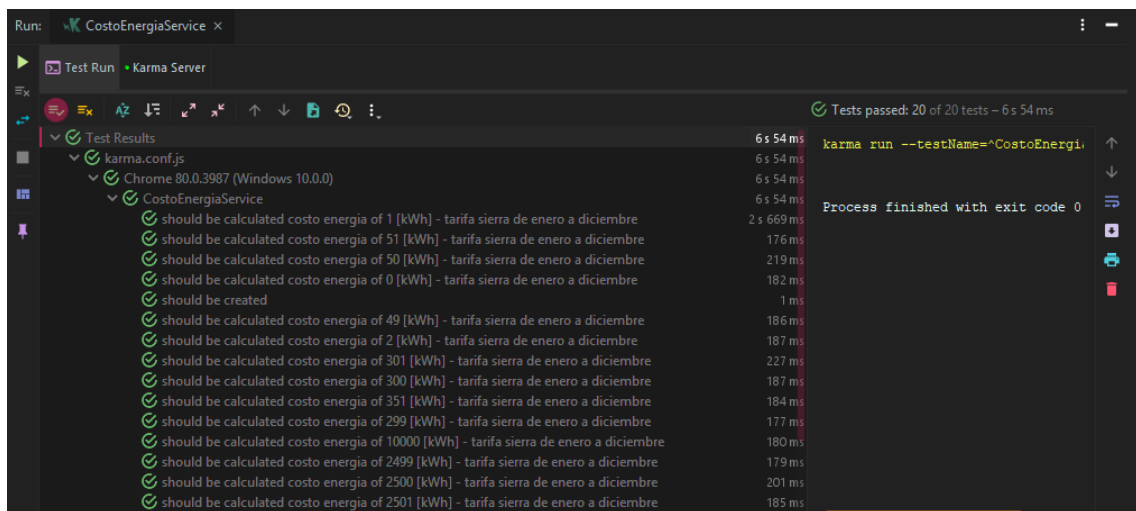 Run: CostoEnergiaService ×
Test Run • Karma Server
Tests passed: 20 of 20 tests – 6 s 54 ms
Test Results 6 s 54 ms
karma.conf.js 6 s 54 ms
Chrome 80.0.3987 (Windows 10.0.0) 6 s 54 ms
CostoEnergiaService 6 s 54 ms
should be calculated costo energia of 1 [kWh] - tarifa sierra de enero a diciembre 2 s 669 ms
should be calculated costo energia of 51 [kWh] - tarifa sierra de enero a diciembre 176 ms
should be calculated costo energia of 50 [kWh] - tarifa sierra de enero a diciembre 219 ms
should be calculated costo energia of 0 [kWh] - tarifa sierra de enero a diciembre 182 ms
should be created 1 ms
should be calculated costo energia of 49 [kWh] - tarifa sierra de enero a diciembre 186 ms
should be calculated costo energia of 2 [kWh] - tarifa sierra de enero a diciembre 187 ms
should be calculated costo energia of 301 [kWh] - tarifa sierra de enero a diciembre 227 ms
should be calculated costo energia of 300 [kWh] - tarifa sierra de enero a diciembre 187 ms
should be calculated costo energia of 351 [kWh] - tarifa sierra de enero a diciembre 184 ms
should be calculated costo energia of 299 [kWh] - tarifa sierra de enero a diciembre 177 ms
should be calculated costo energia of 10000 [kWh] - tarifa sierra de enero a diciembre 180 ms
should be calculated costo energia of 2499 [kWh] - tarifa sierra de enero a diciembre 179 ms
should be calculated costo energia of 2500 [kWh] - tarifa sierra de enero a diciembre 201 ms
should be calculated costo energia of 2501 [kWh] - tarifa sierra de enero a diciembre 185 ms
karma run --testName=^CostoEnergi
Process finished with exit code 0